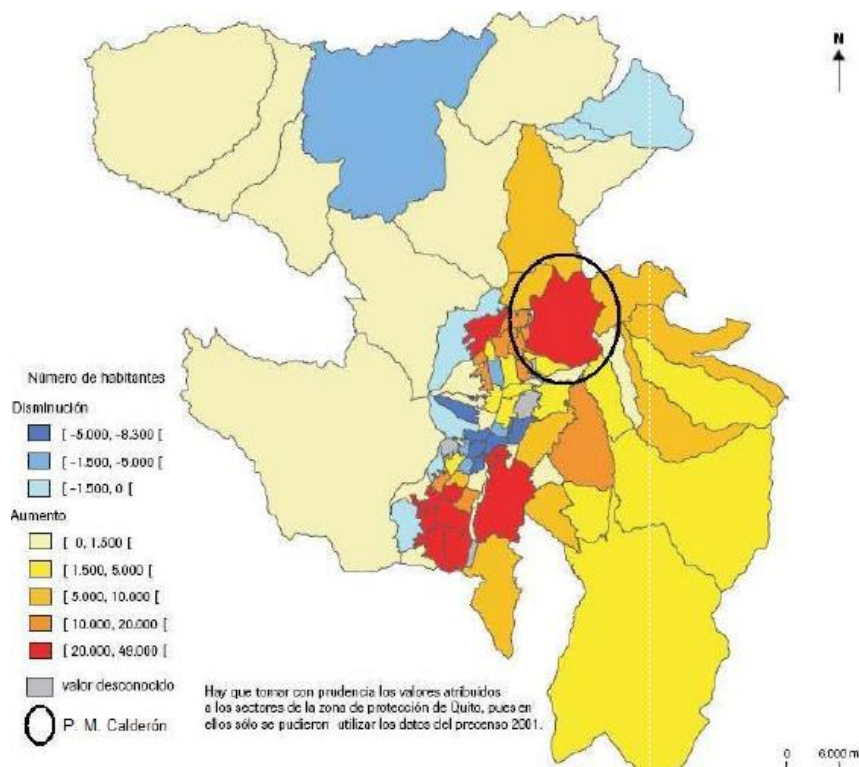 N
Número de habitantes
Disminución
[ -5.000, -8.300 [
[ -1.500, -5.000 [
[ -1.500, 0 [
Aumento
[ 0, 1.500 [
[ 1.500, 5.000 [
[ 5.000, 10.000 [
[ 10.000, 20.000 [
[ 20.000, 49.000 [
valor desconocido
P. M. Calderón
Hay que tomar con prudencia los valores atribuidos
a los sectores de la zona de protección de Quito, pues en
ellos sólo se pudieron utilizar los datos del precenso 2001.
0 6.000 m